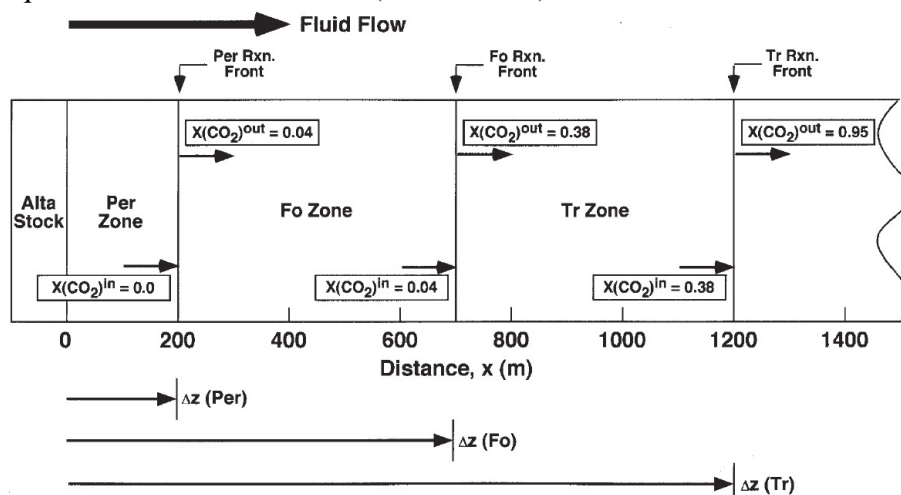 Fluid Flow
Per Rxn.
Front
Fo Rxn.
Front
Tr Rxn.
Front
X(CO₂)ᵒᵘᵗ = 0.04
X(CO₂)ᵒᵘᵗ = 0.38
X(CO₂)ᵒᵘᵗ = 0.95
Alta
Stock
Per
Zone
Fo Zone
Tr Zone
X(CO₂)ⁱⁿ = 0.0
X(CO₂)ⁱⁿ = 0.04
X(CO₂)ⁱⁿ = 0.38
0 200 400 600 800 1000 1200 1400
Distance, x (m)
Δz (Per)
Δz (Fo)
Δz (Tr)